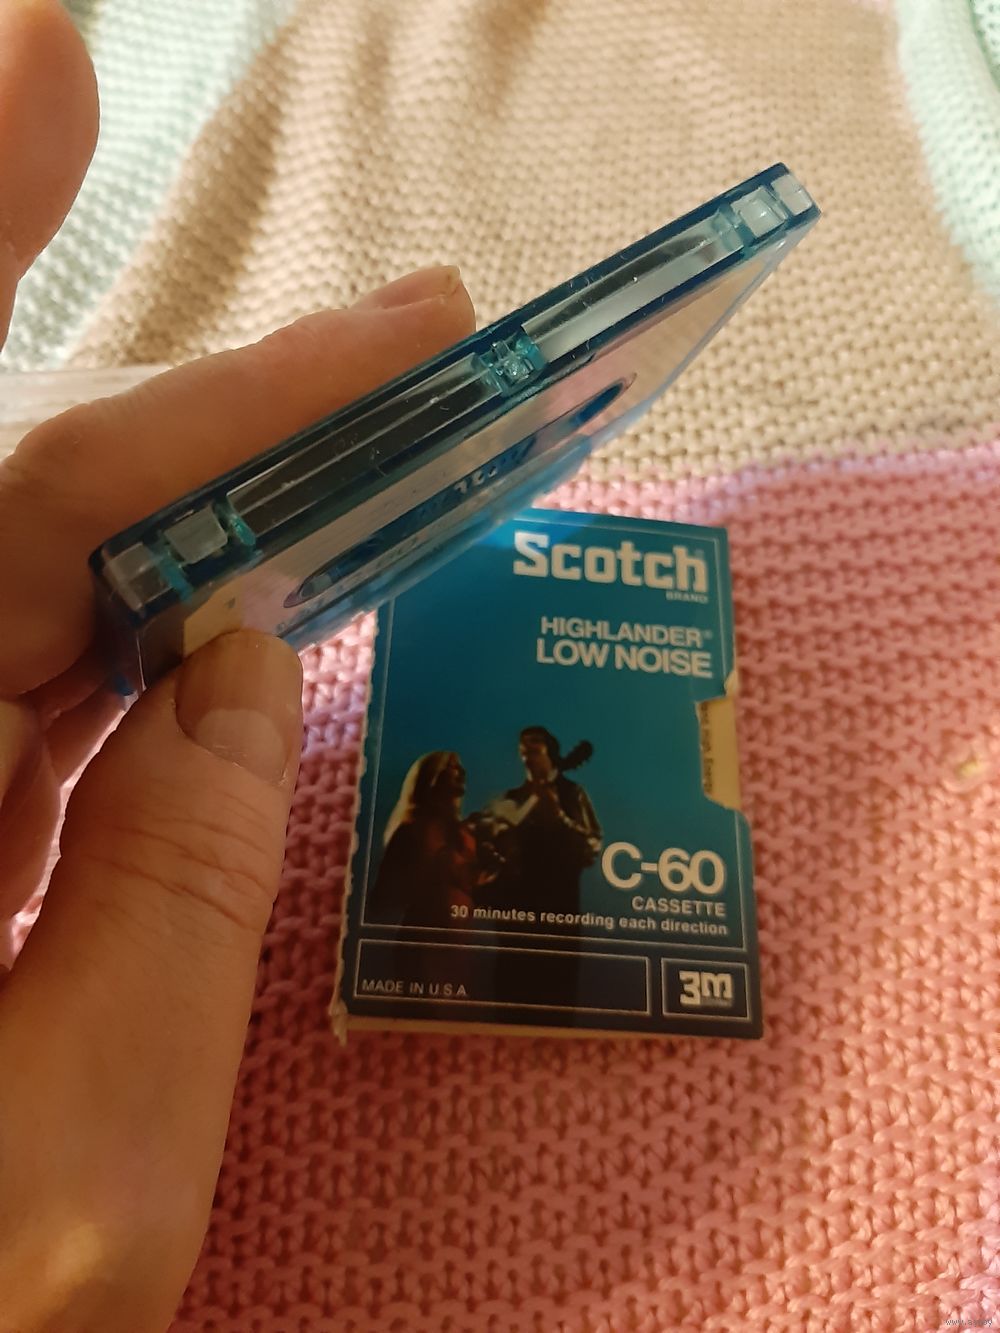 Scotch
BRAND
HIGHLANDER®
LOW NOISE
C-60
CASSETTE
30 minutes recording each direction
MADE IN U.S.A
3M